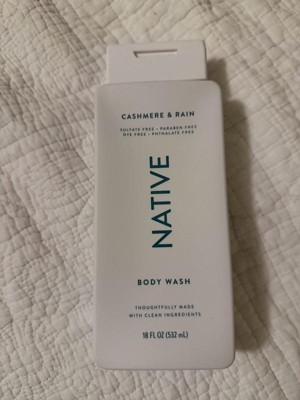 CASHMERE & RAIN
SULFATE FREE • PARABEN FREE
DYE FREE • PHTHALATE FREE
NATIVE
BODY WASH
THOUGHTFULLY MADE
WITH CLEAN INGREDIENTS
18 FL OZ (532 mL)